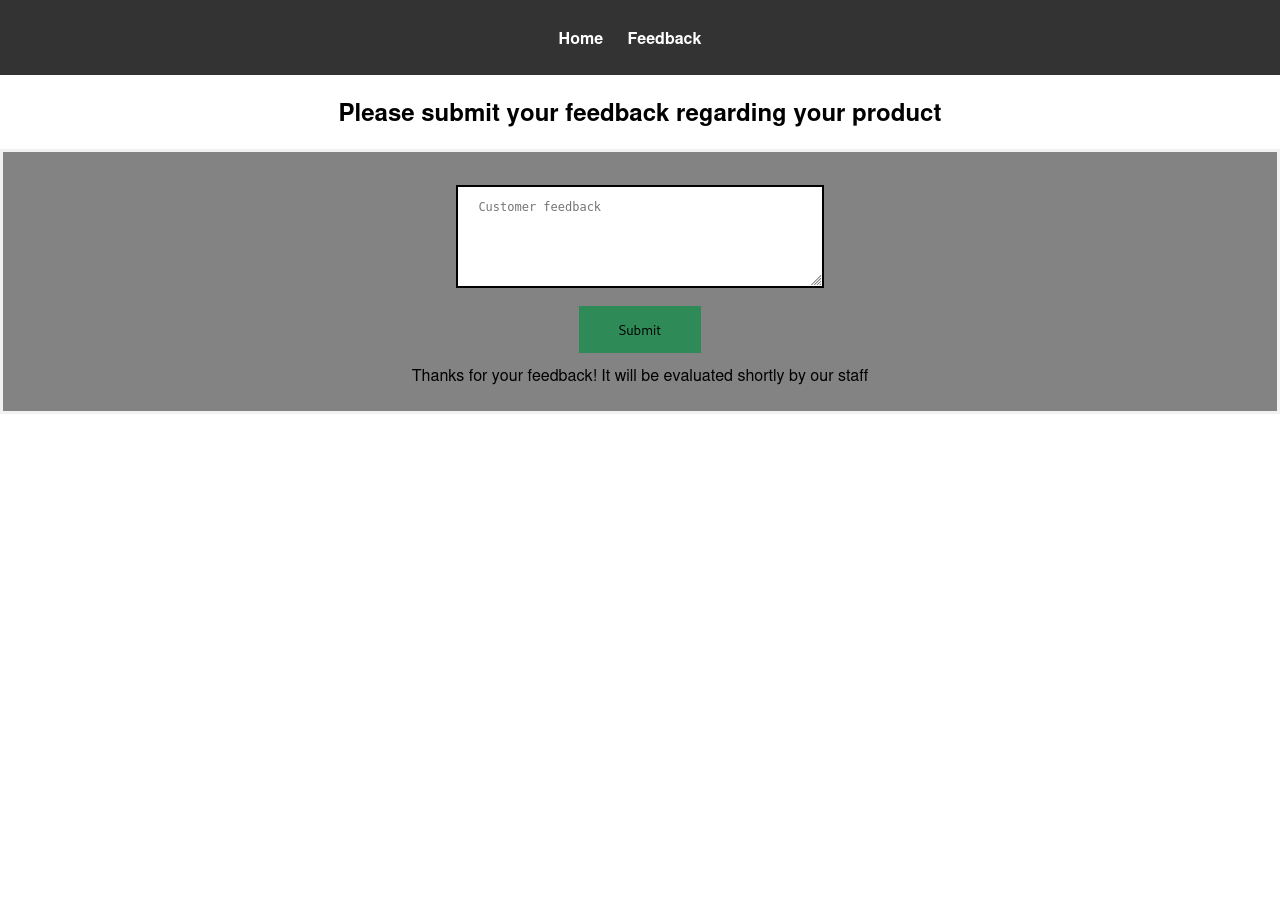 Home Feedback
Please submit your feedback regarding your product
Customer feedback
Submit
Thanks for your feedback! It will be evaluated shortly by our staff